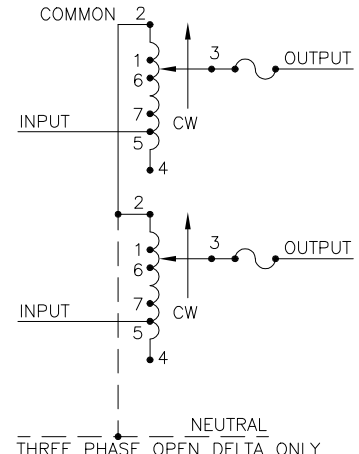 COMMON 2
1
3
OUTPUT
6
CW
7
INPUT
5
4
2
1
3
OUTPUT
6
7
CW
INPUT
5
4
NEUTRAL
THREE PHASE OPEN DELTA ONLY